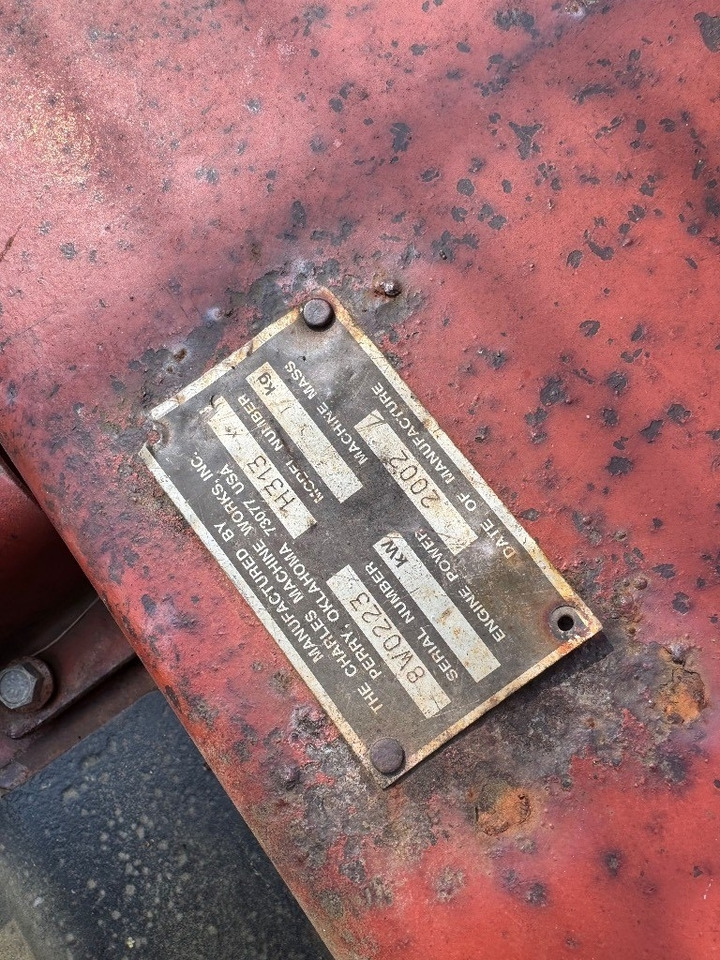 MANUFACTURED BY
THE CHARLES MACHINE WORKS, INC.
PERRY, OKLAHOMA 73077 USA
8W0223 H313
SERIAL NUMBER MODEL NUMBER
kW kg
ENGINE POWER MACHINE MASS
2002
DATE OF MANUFACTURE